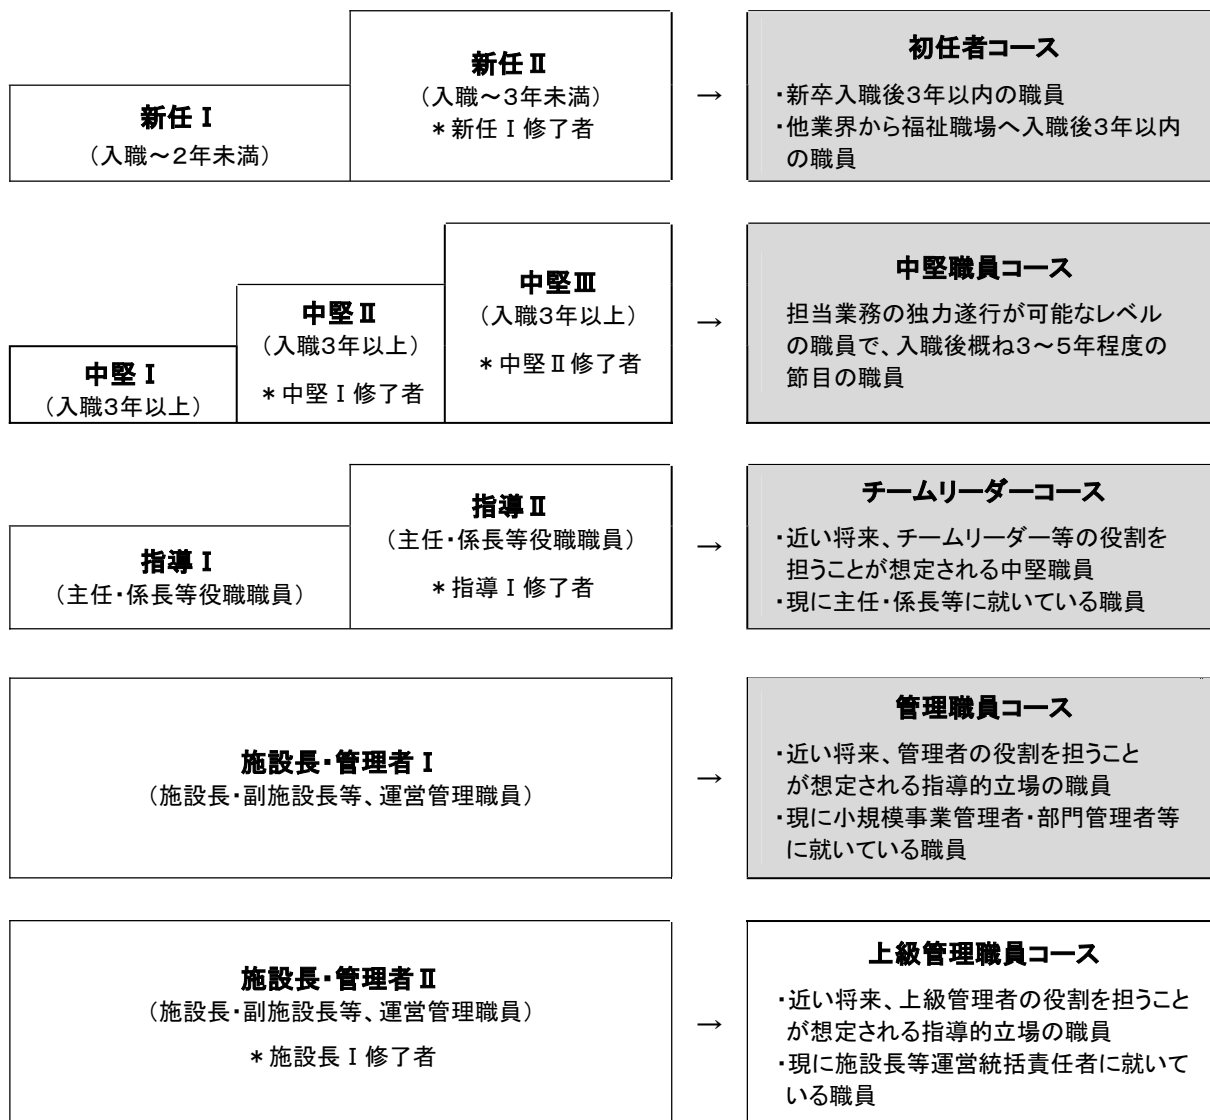 新任Ⅰ
（入職～2年未満）
新任Ⅱ
（入職～3年未満）
＊新任Ⅰ修了者
→
初任者コース
・新卒入職後3年以内の職員
・他業界から福祉職場へ入職後3年以内
の職員
中堅Ⅰ
（入職3年以上）
中堅Ⅱ
（入職3年以上）
＊中堅Ⅰ修了者
中堅Ⅲ
（入職3年以上）
＊中堅Ⅱ修了者
→
中堅職員コース
担当業務の独力遂行が可能なレベル
の職員で、入職後概ね3～5年程度の
節目の職員
指導Ⅰ
（主任・係長等役職職員）
指導Ⅱ
（主任・係長等役職職員）
＊指導Ⅰ修了者
→
チームリーダーコース
・近い将来、チームリーダー等の役割を
担うことが想定される中堅職員
・現に主任・係長等に就いている職員
施設長・管理者Ⅰ
（施設長・副施設長等、運営管理職員）
→
管理職員コース
・近い将来、管理者の役割を担うこと
が想定される指導的立場の職員
・現に小規模事業管理者・部門管理者等
に就いている職員
施設長・管理者Ⅱ
（施設長・副施設長等、運営管理職員）
＊施設長Ⅰ修了者
→
上級管理職員コース
・近い将来、上級管理者の役割を担うこと
が想定される指導的立場の職員
・現に施設長等運営統括責任者に就いて
いる職員